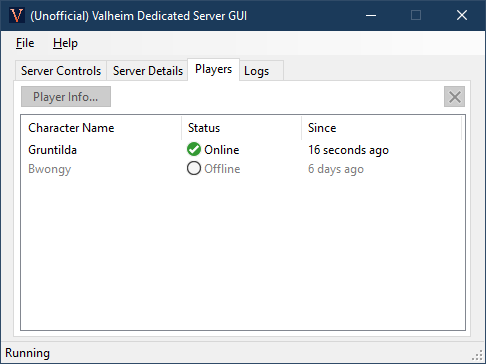 V (Unofficial) Valheim Dedicated Server GUI
File Help
Server Controls Server Details Players Logs
Player Info...
Character Name Status Since
Gruntilda Online 16 seconds ago
Bwongy Offline 6 days ago
Running